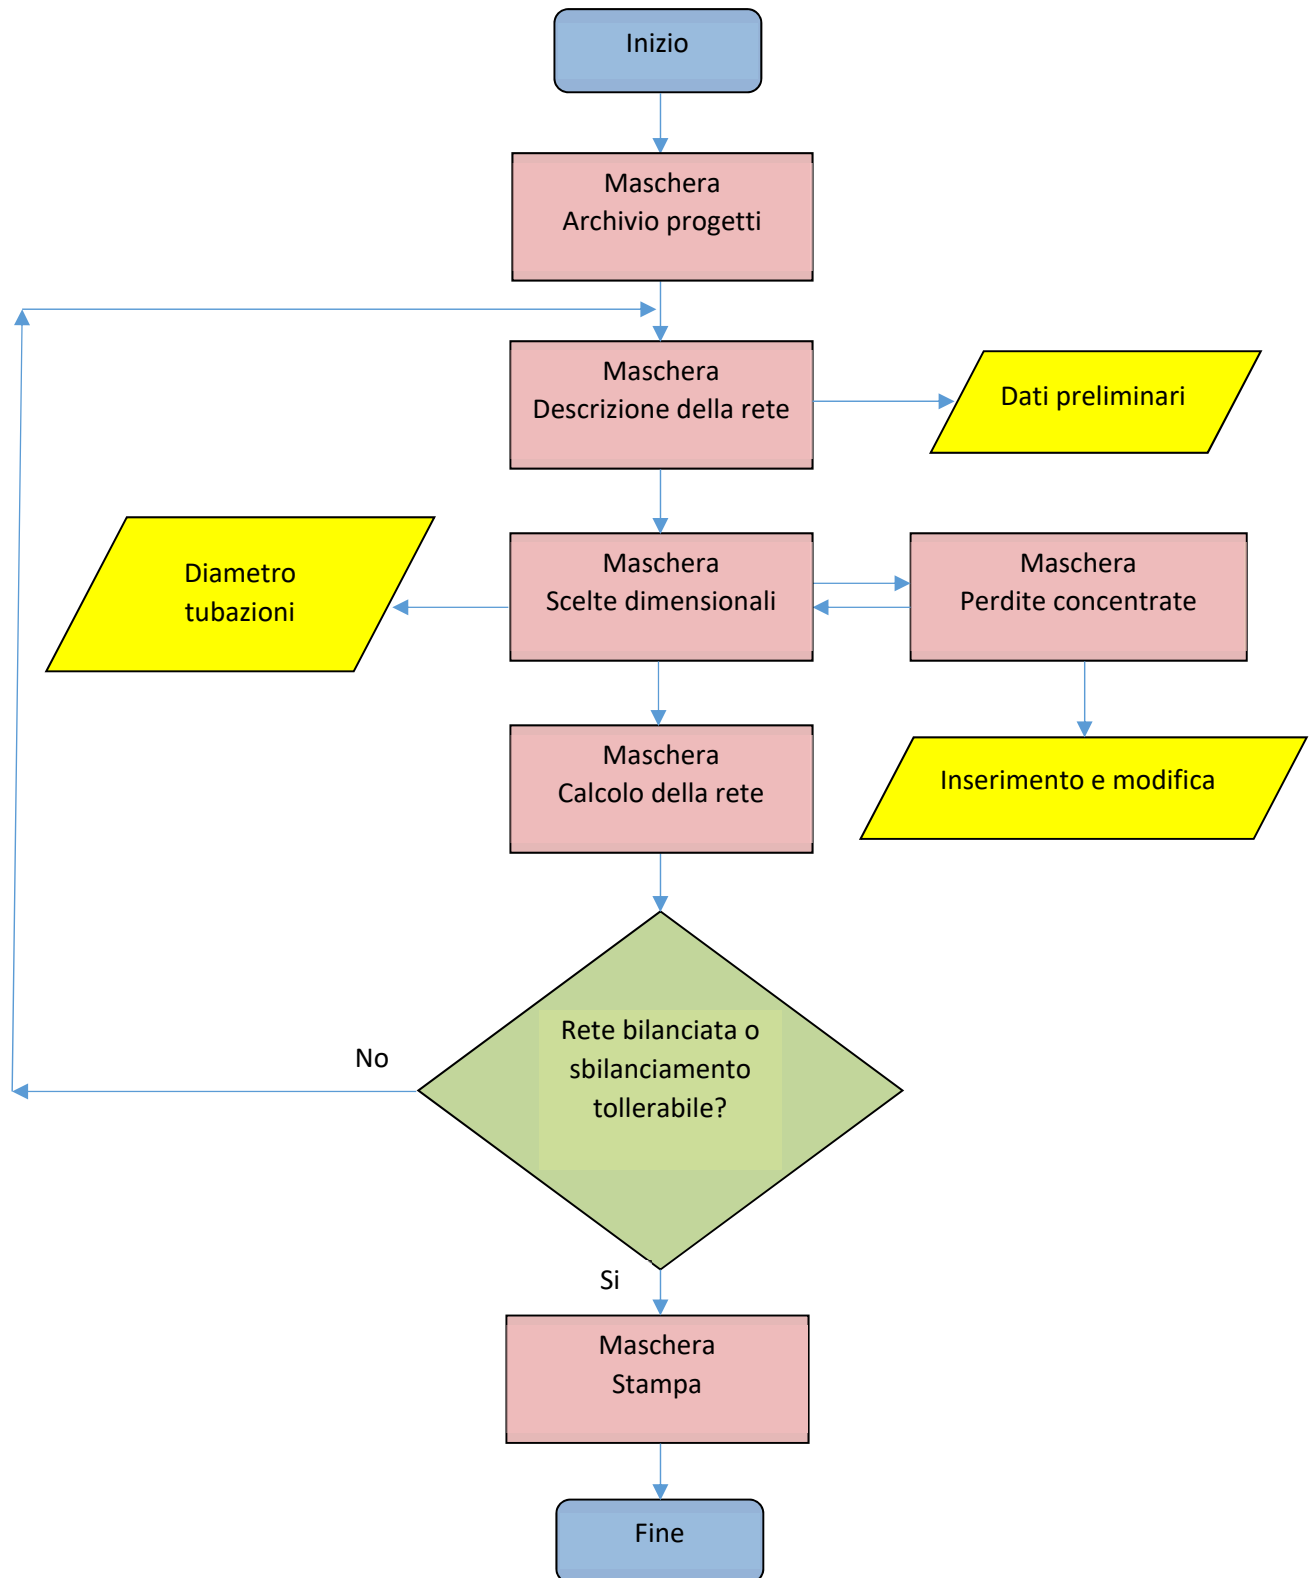 Inizio
Maschera
Archivio progetti
Maschera
Descrizione della rete
Dati preliminari
Diametro
tubazioni
Maschera
Scelte dimensionali
Maschera
Perdite concentrate
Maschera
Calcolo della rete
Inserimento e modifica
Rete bilanciata o
sbilanciamento
tollerabile?
No
Si
Maschera
Stampa
Fine